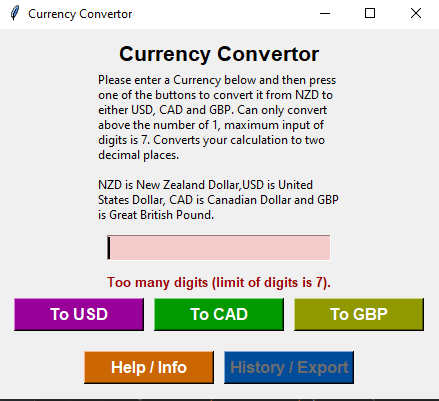 Currency Convertor
Currency Convertor
Please enter a Currency below and then press
one of the buttons to convert it from NZD to
either USD, CAD and GBP. Can only convert
above the number of 1, maximum input of
digits is 7. Converts your calculation to two
decimal places.
NZD is New Zealand Dollar,USD is United
States Dollar, CAD is Canadian Dollar and GBP
is Great British Pound.
Too many digits (limit of digits is 7).
To USD To CAD To GBP
Help / Info History / Export